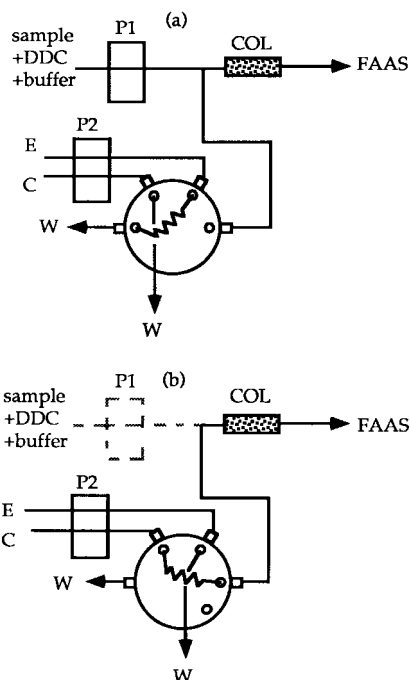 (a)
P1
sample
+DDC
+buffer
COL
FAAS
P2
E
C
W
W
(b)
P1
sample
+DDC
+buffer
COL
FAAS
P2
E
C
W
W